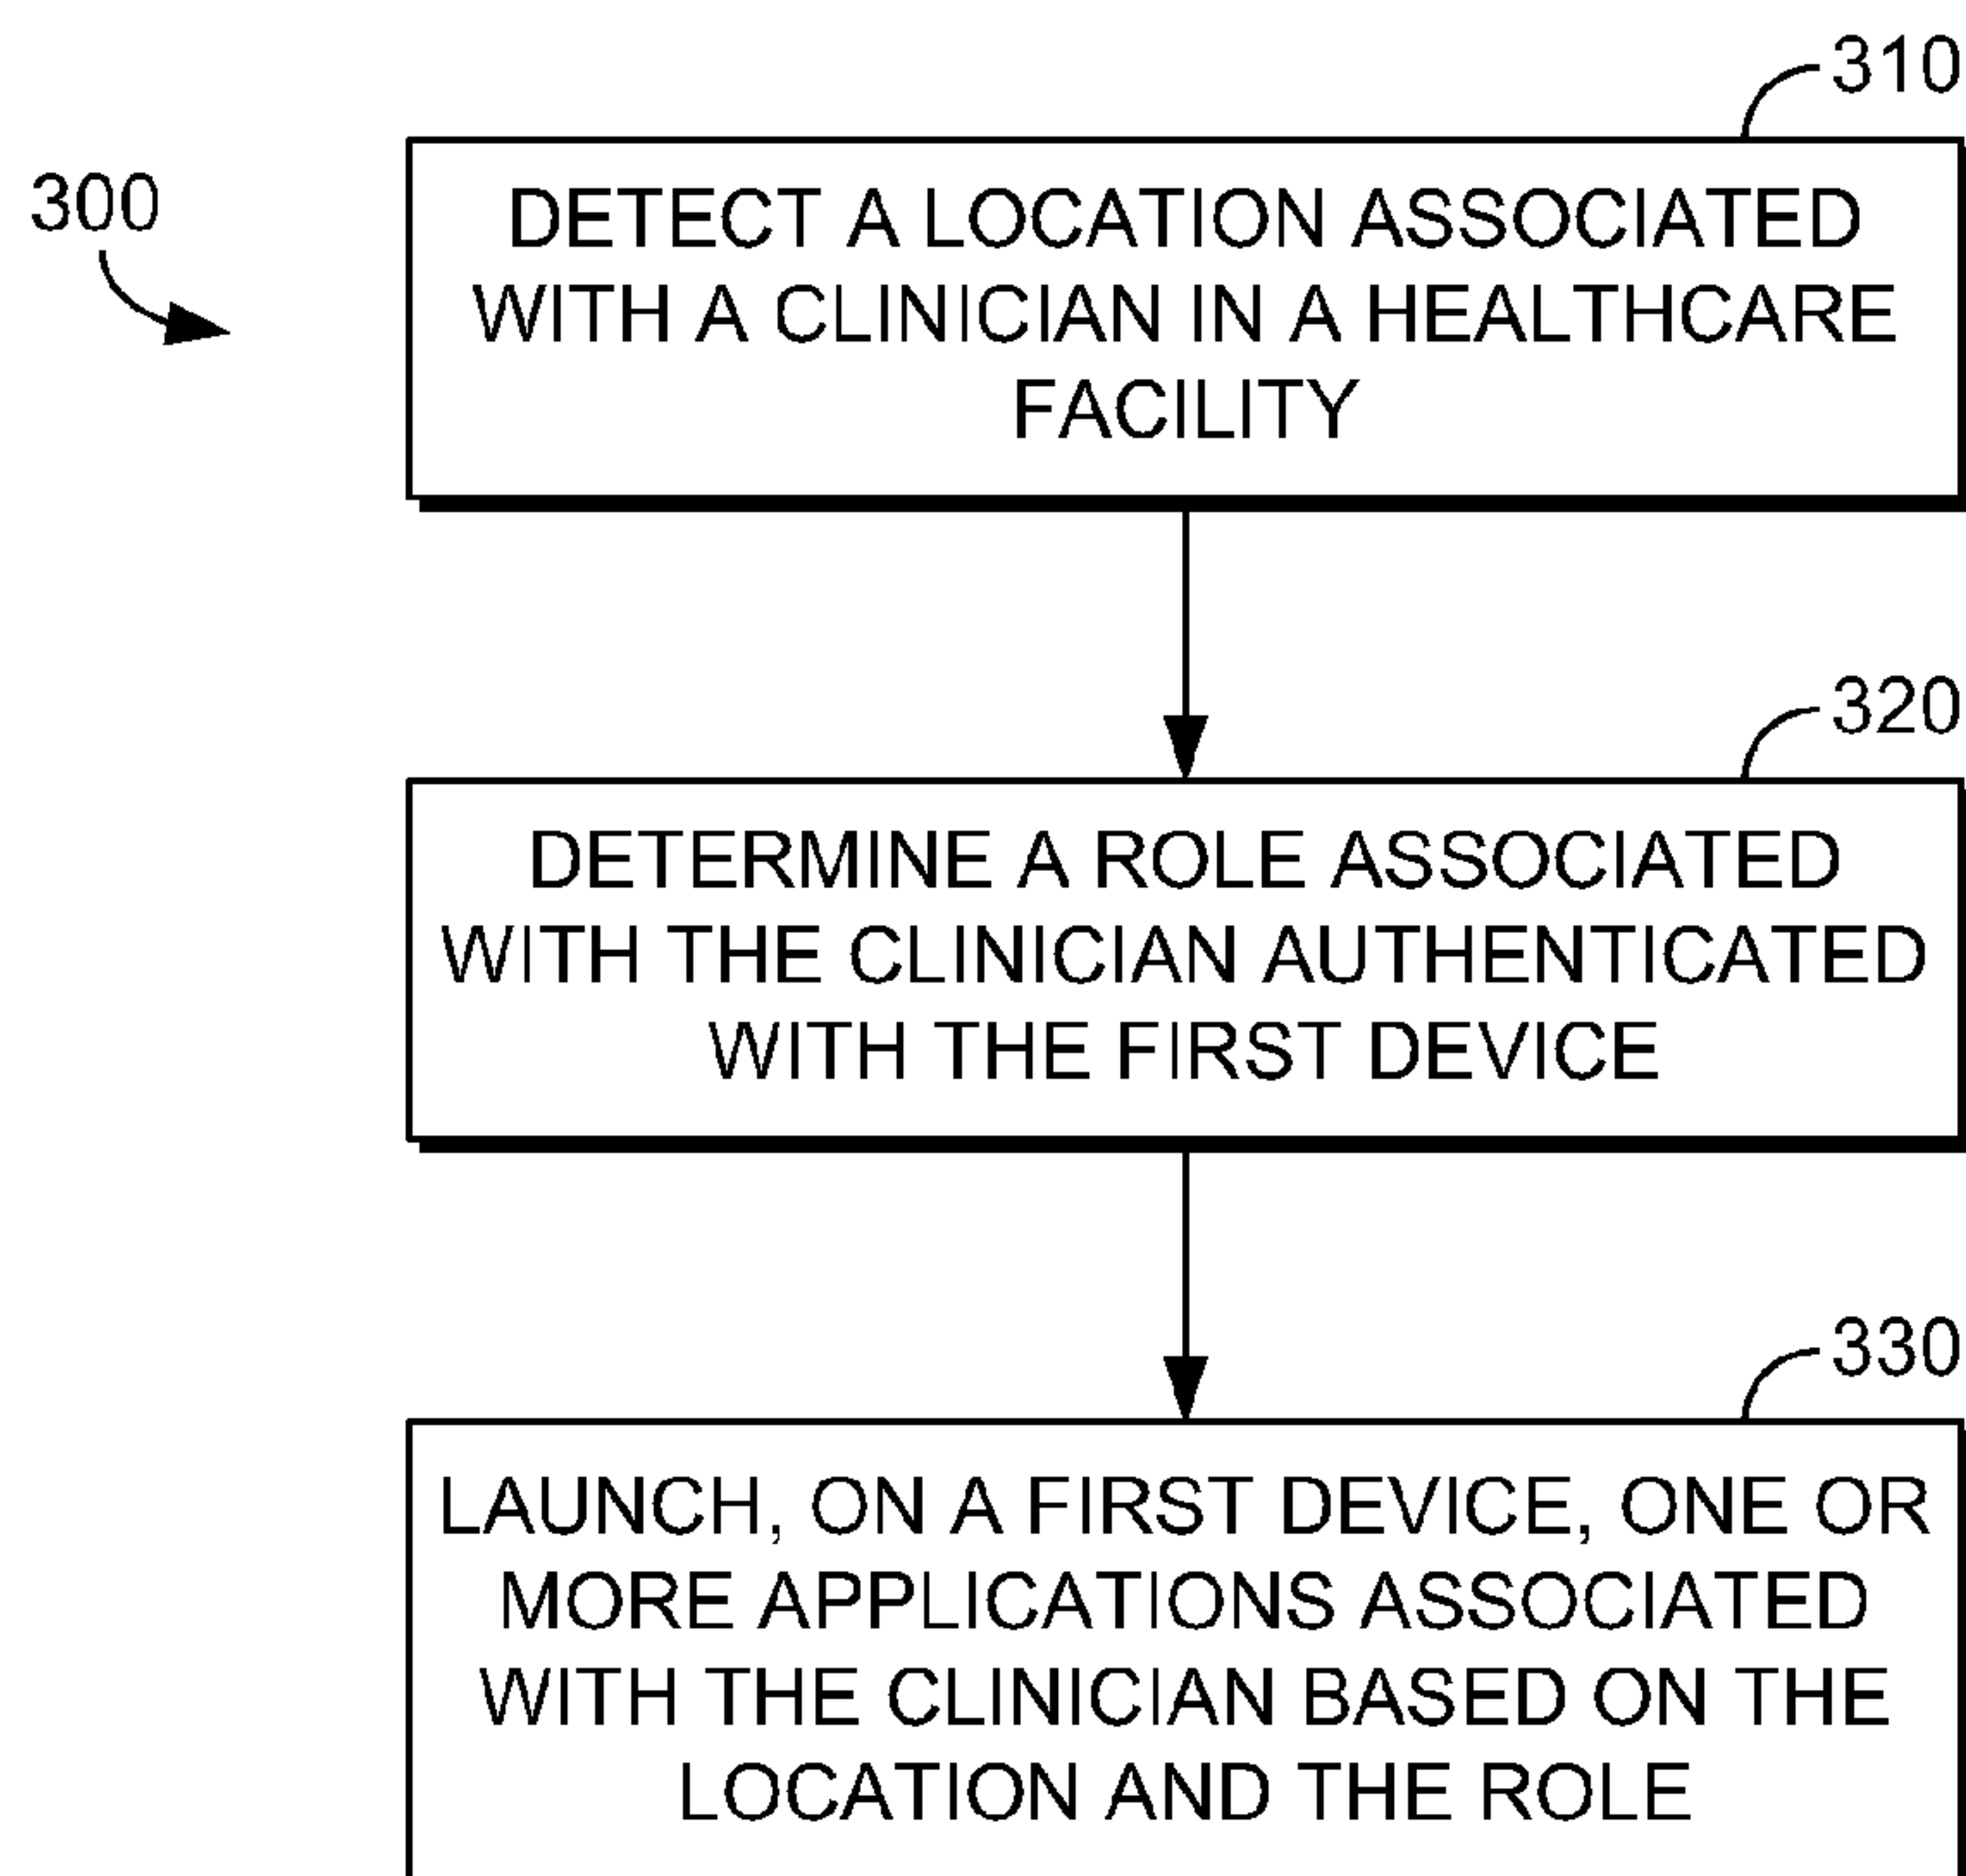 310
300
DETECT A LOCATION ASSOCIATED
WITH A CLINICIAN IN A HEALTHCARE
FACILITY
320
DETERMINE A ROLE ASSOCIATED
WITH THE CLINICIAN AUTHENTICATED
WITH THE FIRST DEVICE
330
LAUNCH, ON A FIRST DEVICE, ONE OR
MORE APPLICATIONS ASSOCIATED
WITH THE CLINICIAN BASED ON THE
LOCATION AND THE ROLE